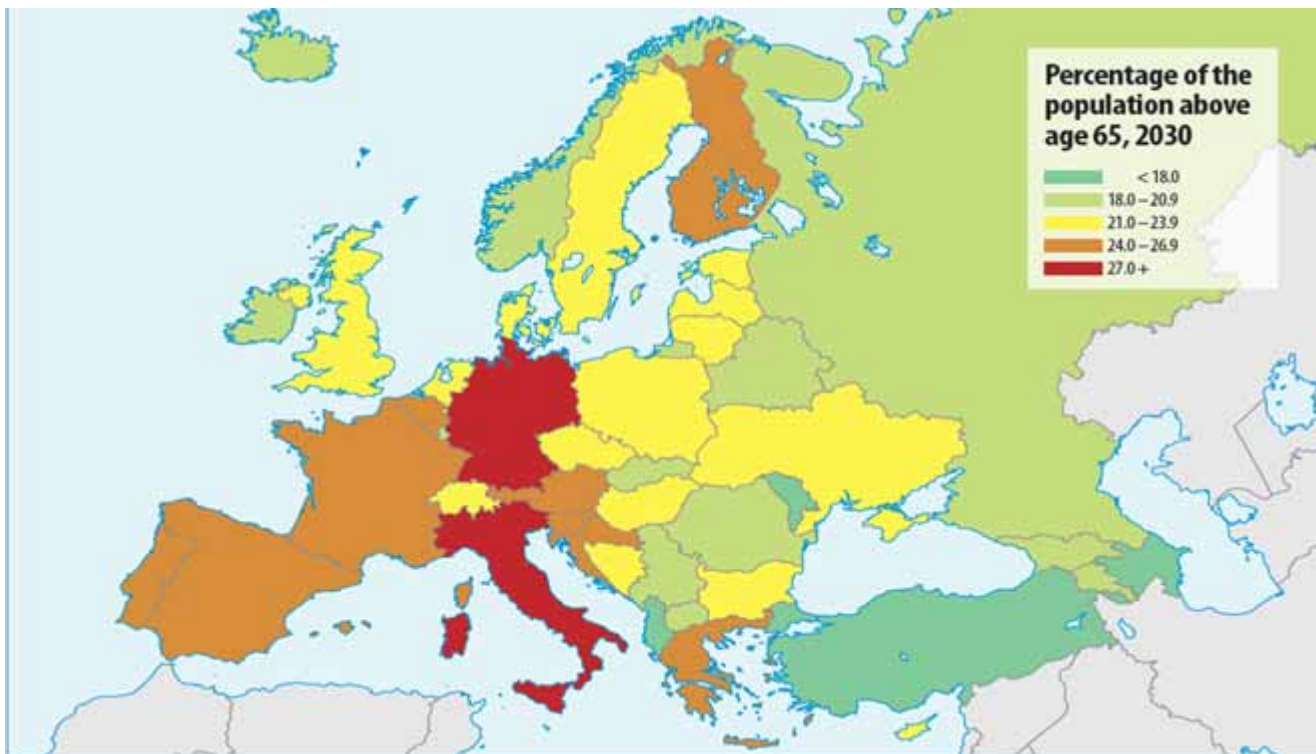 Percentage of the
population above
age 65, 2030
< 18.0
18.0 – 20.9
21.0 – 23.9
24.0 – 26.9
27.0 +